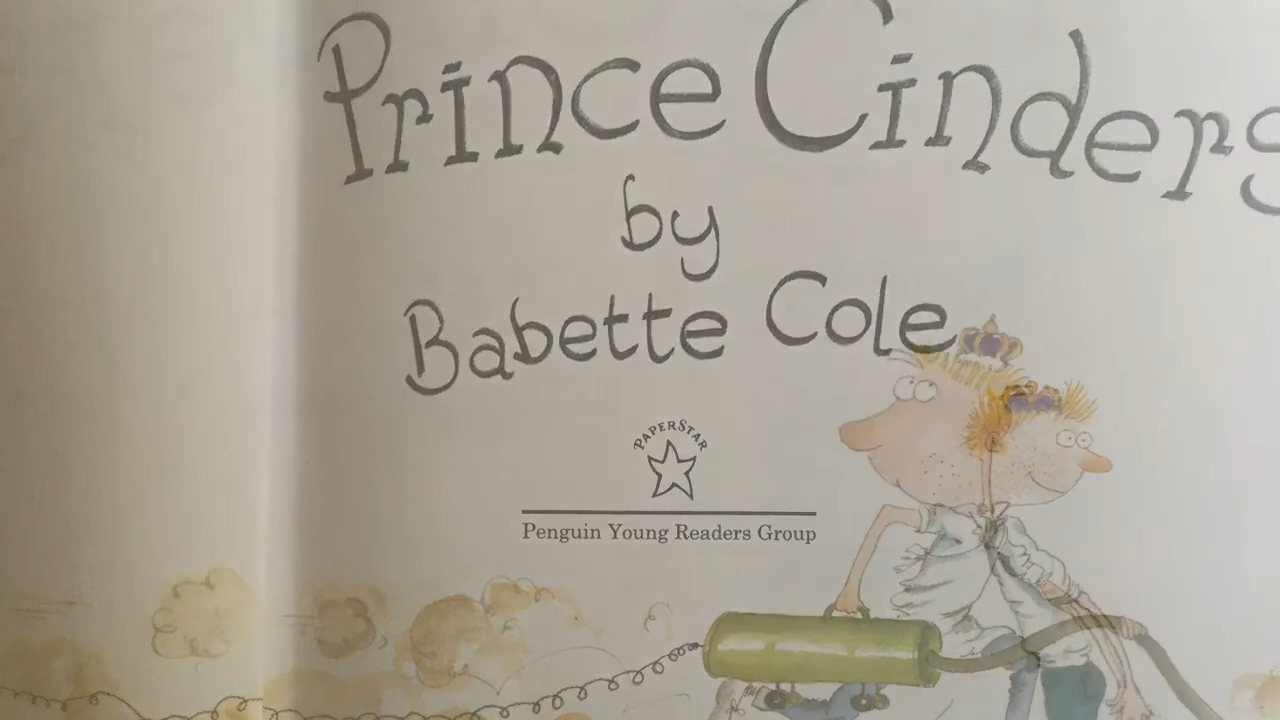 Prince Cinders
by
Babette Cole
PAPERSTAR
Penguin Young Readers Group